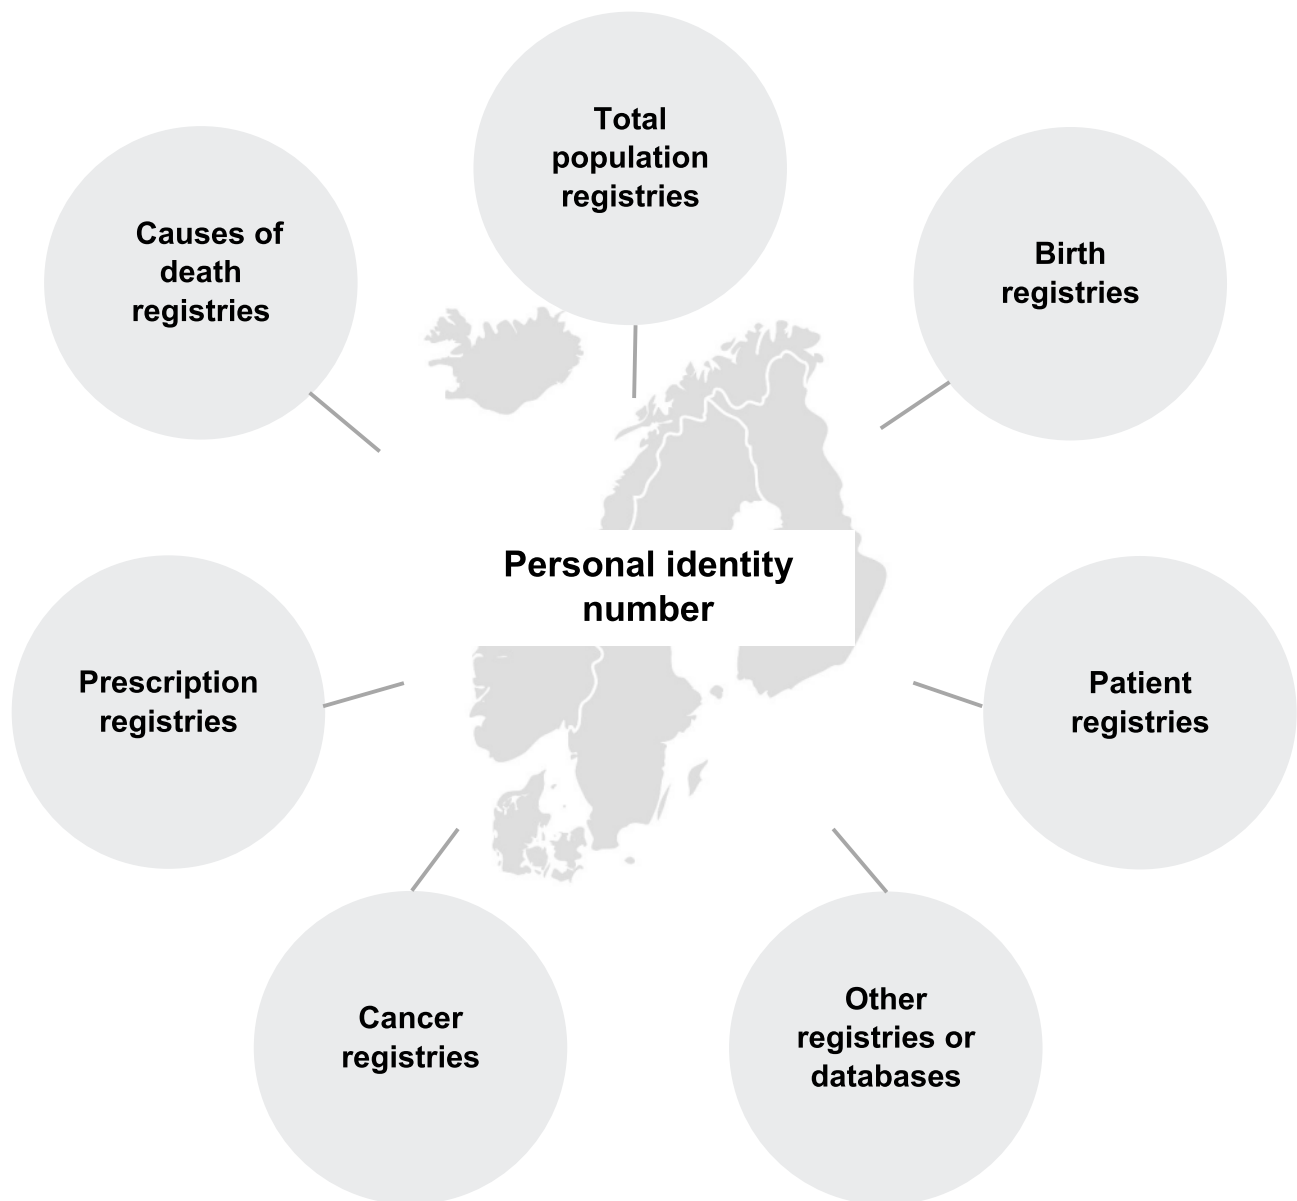 Total
population
registries
Causes of
death
registries
Birth
registries
Personal identity
number
Prescription
registries
Patient
registries
Cancer
registries
Other
registries or
databases